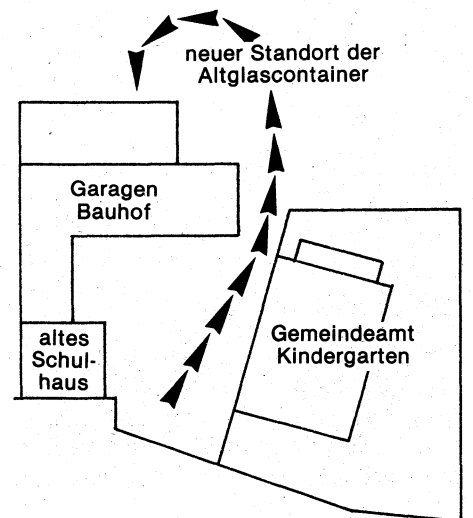 neuer Standort der
Altglascontainer
Garagen
Bauhof
altes
Schul-
haus
Gemeindeamt
Kindergarten